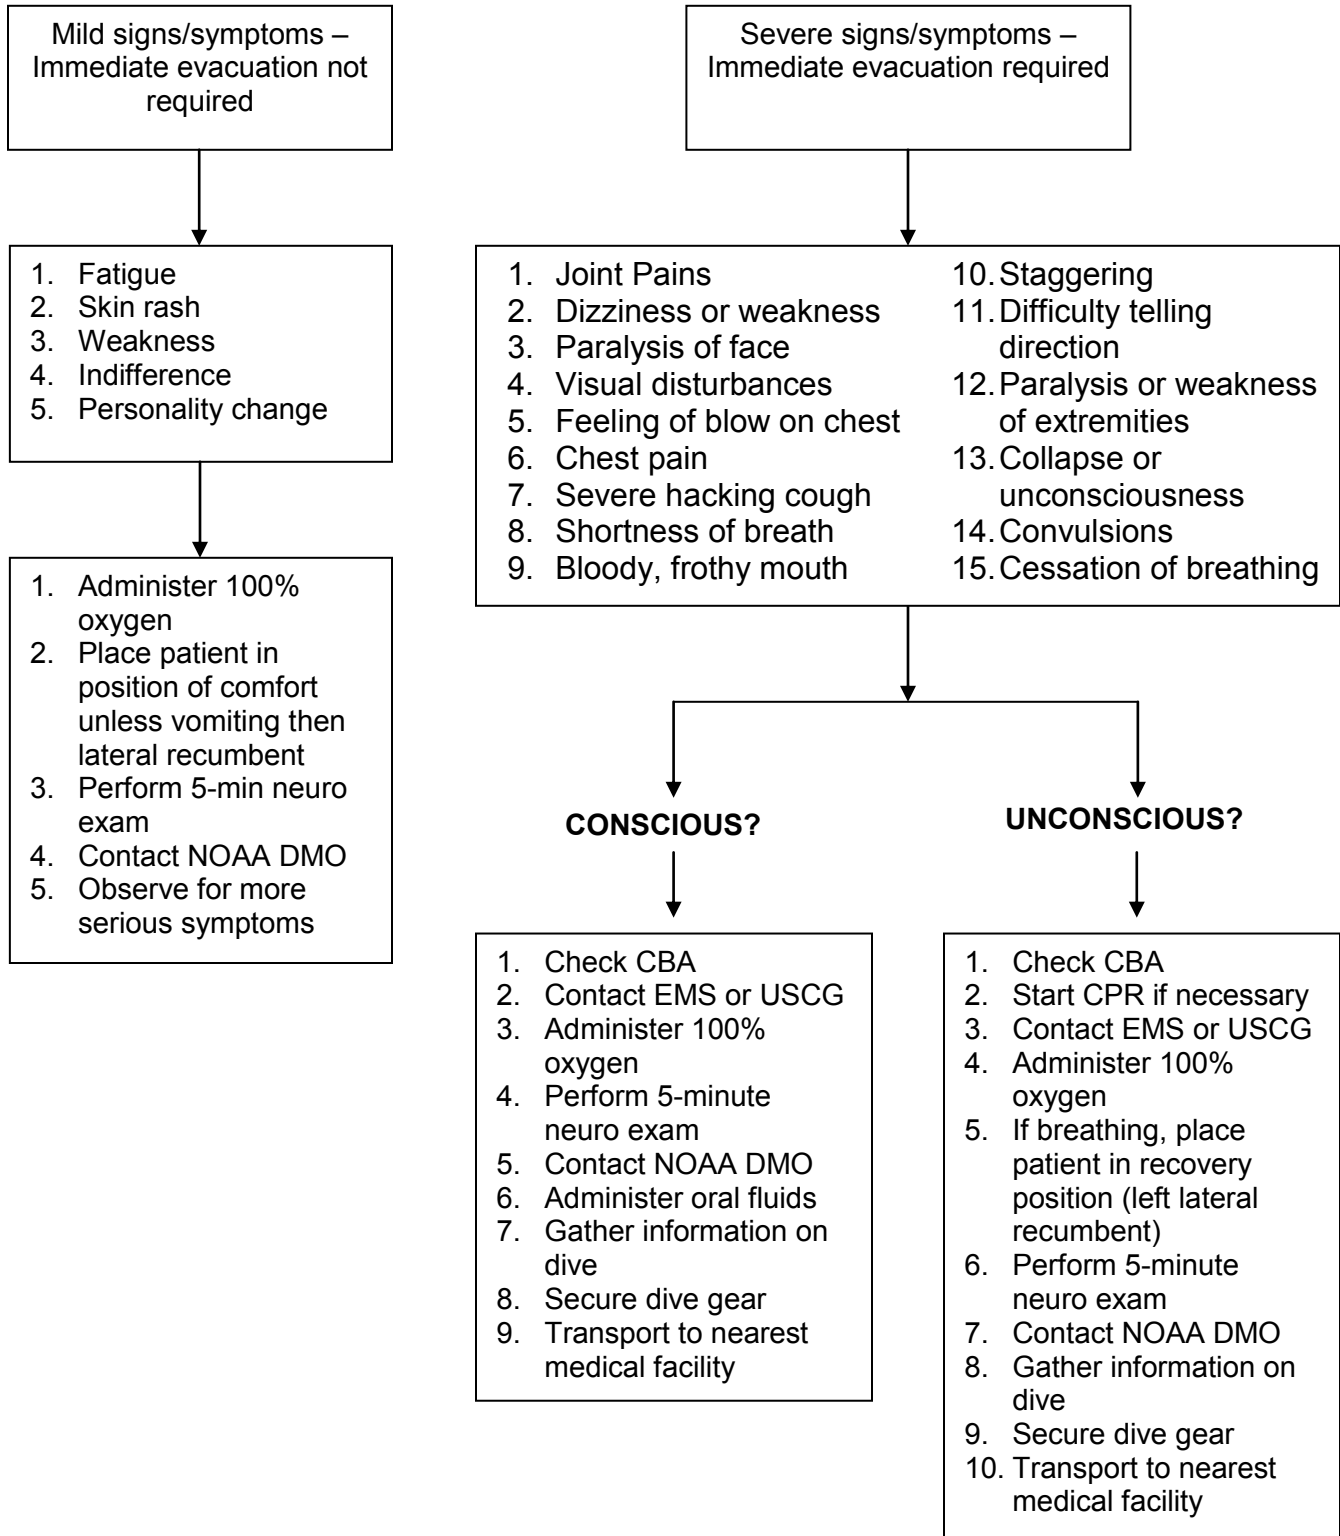 Mild signs/symptoms –
Immediate evacuation not
required
Severe signs/symptoms –
Immediate evacuation required
1. Fatigue
2. Skin rash
3. Weakness
4. Indifference
5. Personality change
1. Joint Pains
2. Dizziness or weakness
3. Paralysis of face
4. Visual disturbances
5. Feeling of blow on chest
6. Chest pain
7. Severe hacking cough
8. Shortness of breath
9. Bloody, frothy mouth
10. Staggering
11. Difficulty telling
direction
12. Paralysis or weakness
of extremities
13. Collapse or
unconsciousness
14. Convulsions
15. Cessation of breathing
1. Administer 100%
oxygen
2. Place patient in
position of comfort
unless vomiting then
lateral recumbent
3. Perform 5-min neuro
exam
4. Contact NOAA DMO
5. Observe for more
serious symptoms
CONSCIOUS?
UNCONSCIOUS?
1. Check CBA
2. Contact EMS or USCG
3. Administer 100%
oxygen
4. Perform 5-minute
neuro exam
5. Contact NOAA DMO
6. Administer oral fluids
7. Gather information on
dive
8. Secure dive gear
9. Transport to nearest
medical facility
1. Check CBA
2. Start CPR if necessary
3. Contact EMS or USCG
4. Administer 100%
oxygen
5. If breathing, place
patient in recovery
position (left lateral
recumbent)
6. Perform 5-minute
neuro exam
7. Contact NOAA DMO
8. Gather information on
dive
9. Secure dive gear
10. Transport to nearest
medical facility